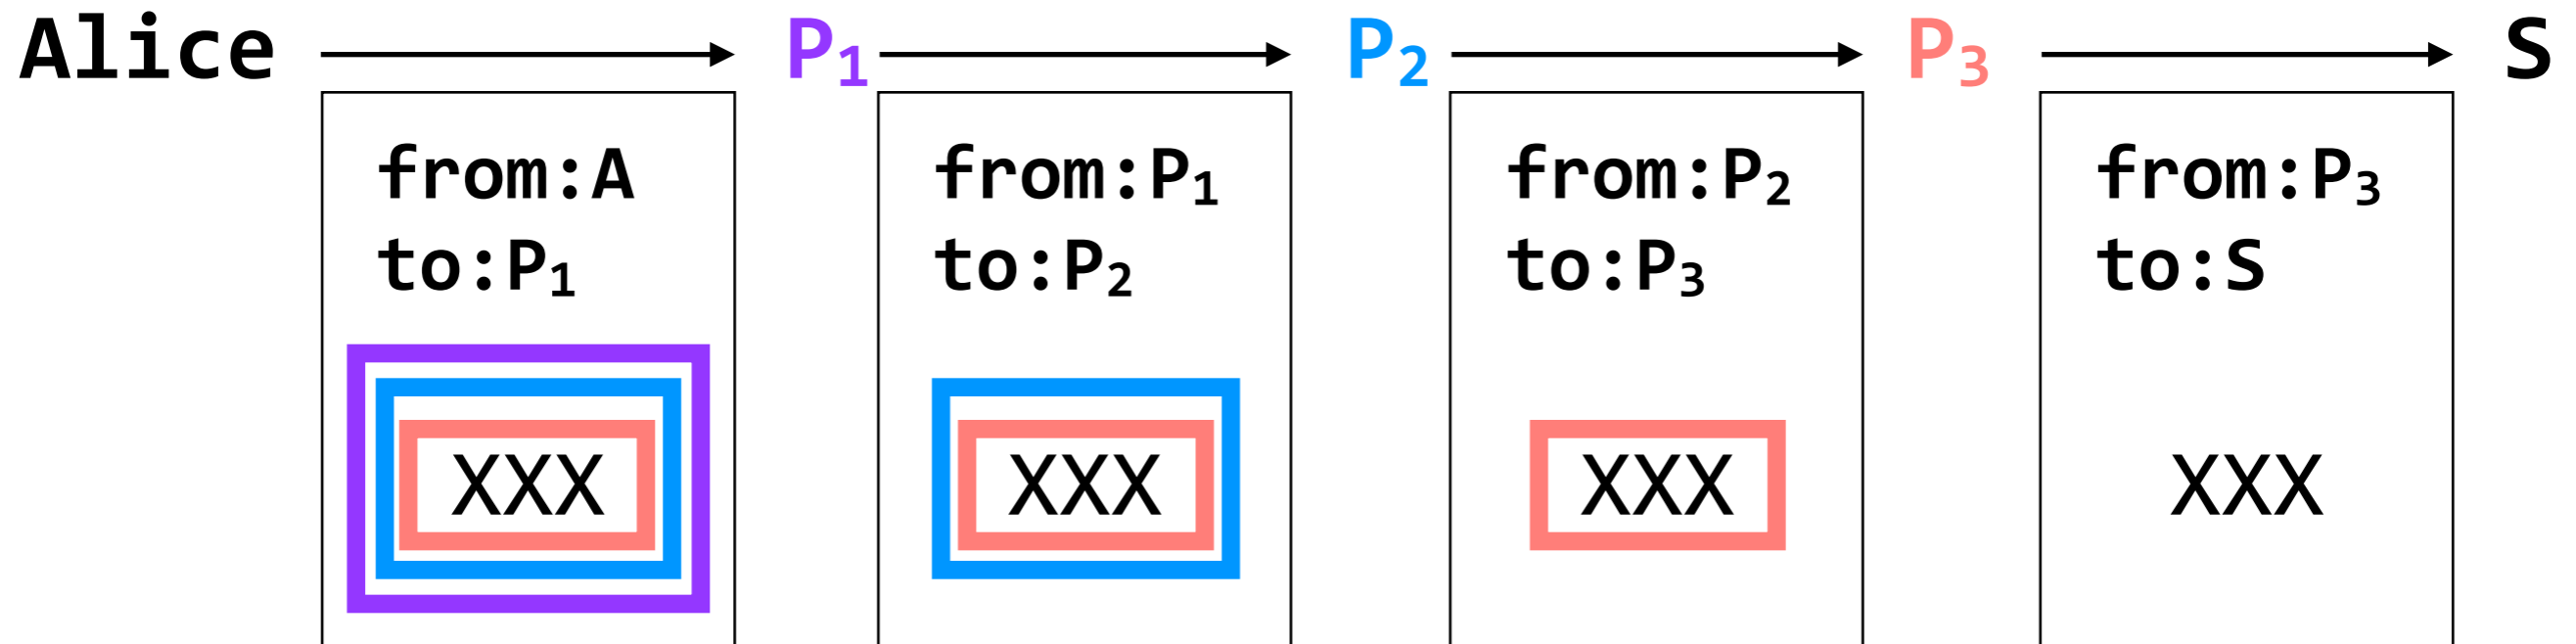 Alice P₁ P₂ P₃ S
from:A
to:P₁
XXX
from:P₁
to:P₂
XXX
from:P₂
to:P₃
XXX
from:P₃
to:S
XXX